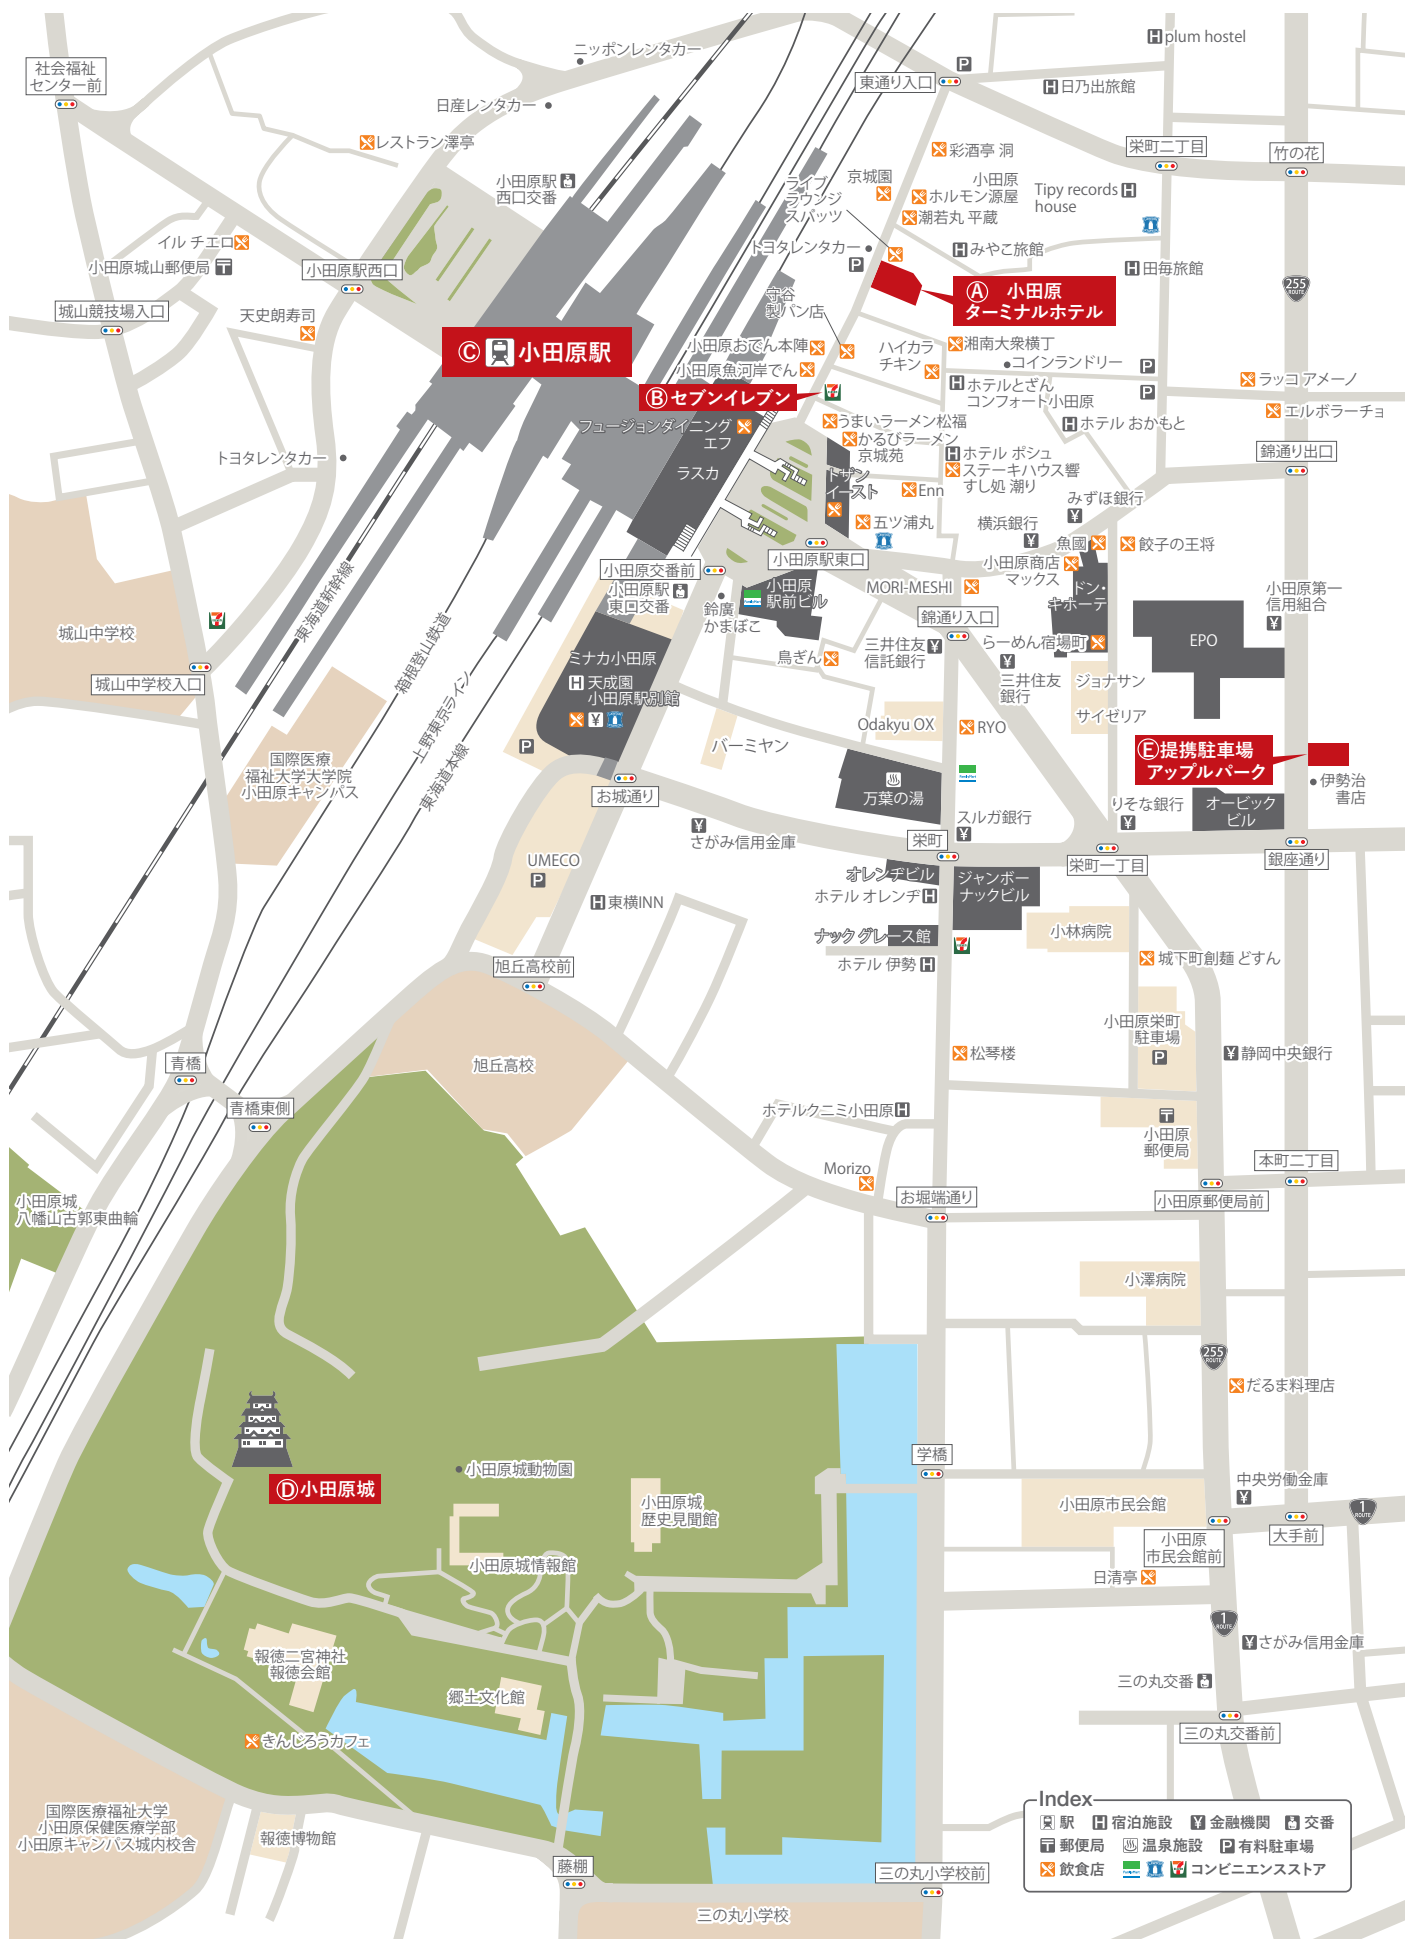 ニッポンレンタカー
plum hostel
社会福祉
センター前
東通り入口
P
日乃出旅館
日産レンタカー
レストラン澤亭
彩酒亭 洞
栄町二丁目
竹の花
小田原駅
西口交番
京城園
ライブ
ラウンジ
スパッツ
小田原
ホルモン源屋
Tipy records
house
潮若丸 平蔵
イル チエロ
トヨタレンタカー
みやこ旅館
小田原城山郵便局
小田原駅西口
P
田毎旅館
255
ROUTE
Ⓐ 小田原
ターミナルホテル
城山競技場入口
天史朗寿司
守谷
製パン店
Ⓒ 小田原駅
小田原おでん本陣
ハイカラ
チキン
湘南大衆横丁
コインランドリー
P
小田原魚河岸でん
ラッコ アメーノ
Ⓑセブンイレブン
ホテルとざん
コンフォート小田原
P
エルボラーチョ
フュージョンダイニング
エフ
うまいラーメン松福
かるびラーメン
京城苑
ホテル おかもと
トヨタレンタカー
ラスカ
ホテル ポシュ
ステーキハウス響
すし処 潮り
錦通り出口
トザン
イースト
Enn
みずほ銀行
五ツ浦丸
横浜銀行
魚國
餃子の王将
小田原交番前
小田原駅東口
小田原商店
マックス
小田原駅
東口交番
小田原
駅前ビル
MORI-MESHI
ドン・
キホーテ
小田原第一
信用組合
鈴廣
かまぼこ
錦通り入口
城山中学校
東海道新幹線
箱根登山鉄道
三井住友
信託銀行
らーめん宿場町
EPO
ミナカ小田原
鳥ぎん
三井住友
銀行
ジョナサン
城山中学校入口
天成園
小田原駅別館
上野東京ライン
東海道本線
Odakyu OX
RYO
サイゼリア
バーミヤン
P
Ⓔ提携駐車場
アップルパーク
国際医療
福祉大学大学院
小田原キャンパス
お城通り
万葉の湯
FamilyMart
りそな銀行
オービック
ビル
伊勢治
書店
さがみ信用金庫
スルガ銀行
栄町
栄町一丁目
銀座通り
UMECO
P
オレンヂビル
ジャンボー
ナックビル
東横INN
ホテル オレンヂ
ナック グレース館
小林病院
ホテル 伊勢
城下町創麺 どすん
旭丘高校前
小田原栄町
駐車場
P
旭丘高校
松琴楼
静岡中央銀行
青橋
青橋東側
ホテルクニミ小田原
小田原
郵便局
Morizo
本町二丁目
お堀端通り
小田原郵便局前
小田原城
八幡山古郭東曲輪
小澤病院
255
ROUTE
だるま料理店
学橋
Ⓓ小田原城
小田原城動物園
小田原城
歴史見聞館
小田原市民会館
中央労働金庫
1
ROUTE
小田原
市民会館前
大手前
小田原城情報館
日清亭
1
ROUTE
報徳二宮神社
報徳会館
さがみ信用金庫
郷土文化館
三の丸交番
きんじろうカフェ
三の丸交番前
国際医療福祉大学
小田原保健医療学部
小田原キャンパス城内校舎
報徳博物館
藤棚
三の丸小学校前
三の丸小学校
Index
駅 H 宿泊施設 ¥ 金融機関 交番
郵便局 温泉施設 P 有料駐車場
飲食店 コンビニエンスストア